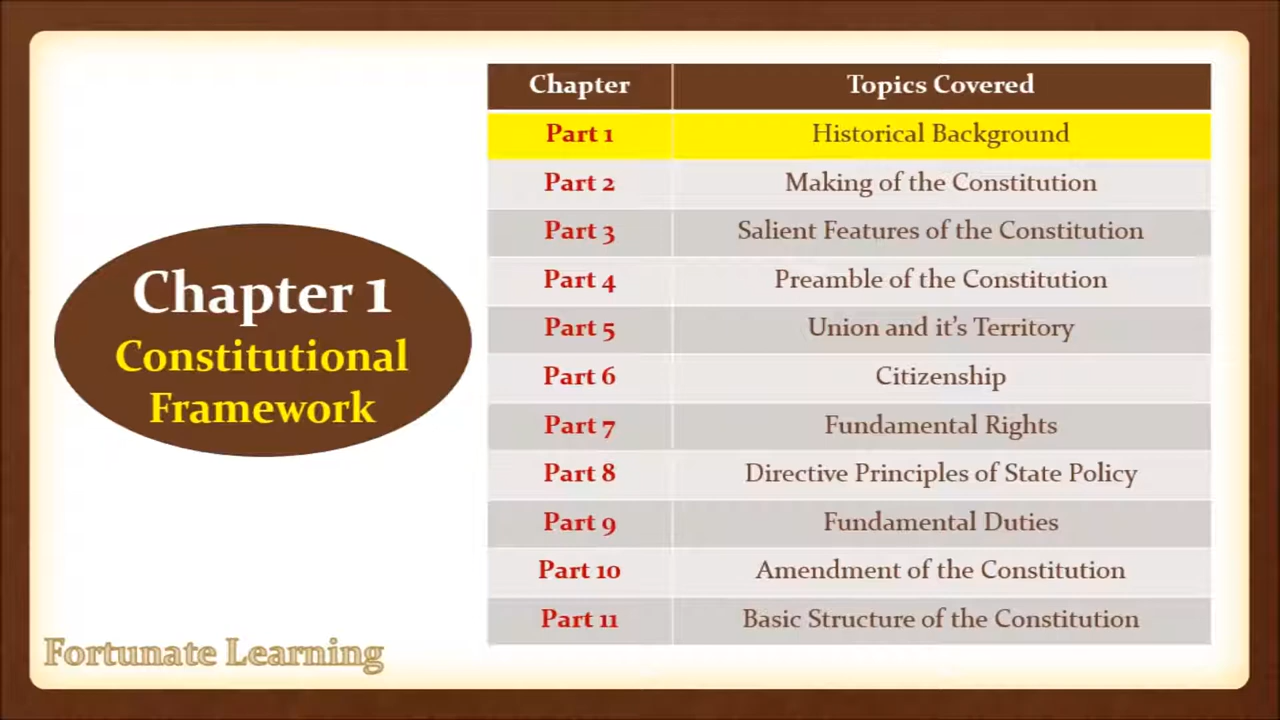 Chapter 1
Constitutional
Framework
Chapter Topics Covered
Part 1 Historical Background
Part 2 Making of the Constitution
Part 3 Salient Features of the Constitution
Part 4 Preamble of the Constitution
Part 5 Union and it's Territory
Part 6 Citizenship
Part 7 Fundamental Rights
Part 8 Directive Principles of State Policy
Part 9 Fundamental Duties
Part 10 Amendment of the Constitution
Part 11 Basic Structure of the Constitution
Fortunate Learning